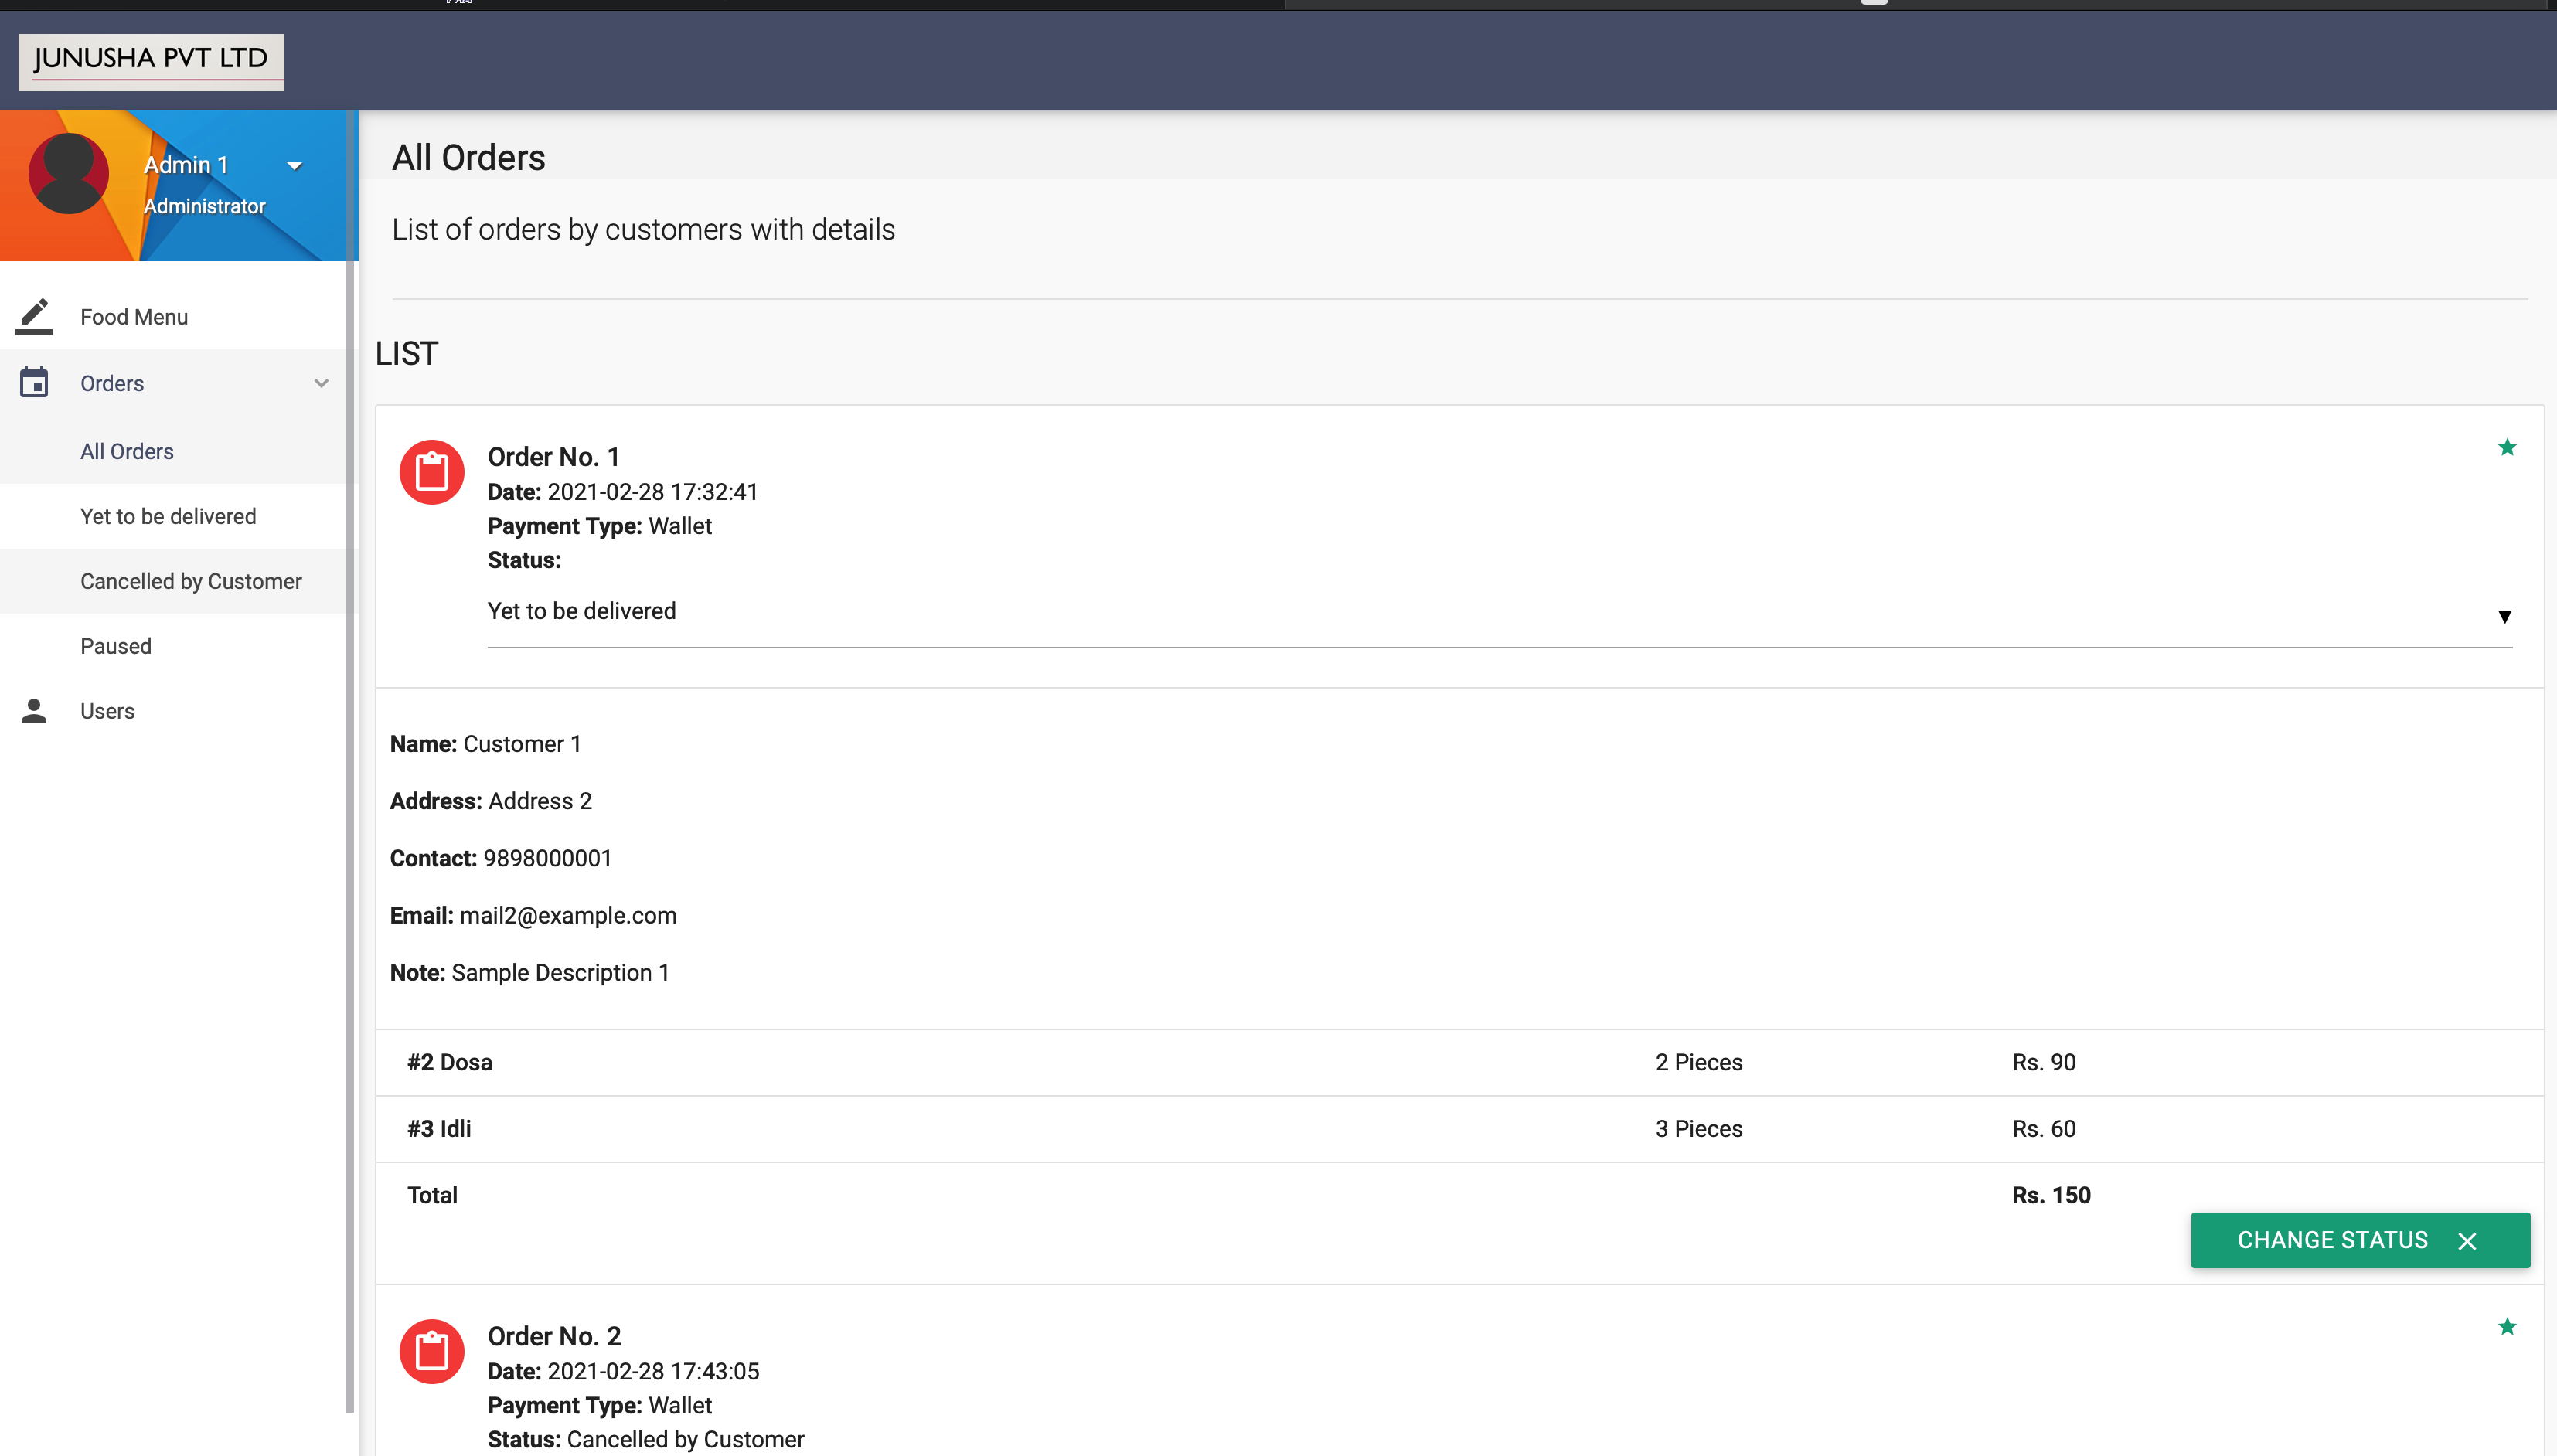 JUNUSHA PVT LTD
Admin 1
Administrator
Food Menu
Orders
All Orders
Yet to be delivered
Cancelled by Customer
Paused
Users
All Orders
List of orders by customers with details
LIST
Order No. 1
Date: 2021-02-28 17:32:41
Payment Type: Wallet
Status:
Yet to be delivered
Name: Customer 1
Address: Address 2
Contact: 9898000001
Email: mail2@example.com
Note: Sample Description 1
#2 Dosa 2 Pieces Rs. 90
#3 Idli 3 Pieces Rs. 60
Total Rs. 150
CHANGE STATUS
Order No. 2
Date: 2021-02-28 17:43:05
Payment Type: Wallet
Status: Cancelled by Customer